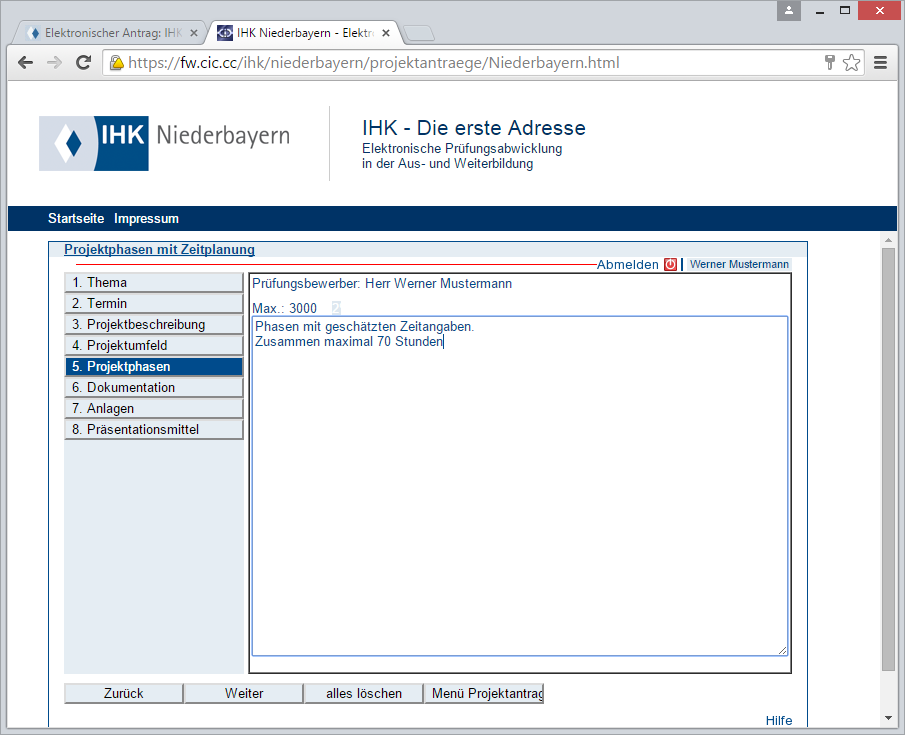 Elektronischer Antrag: IHK
IHK Niederbayern - Elektr
https://fw.cic.cc/ihk/niederbayern/projektantraege/Niederbayern.html
IHK Niederbayern
IHK - Die erste Adresse
Elektronische Prüfungsabwicklung
in der Aus- und Weiterbildung
Startseite Impressum
Projektphasen mit Zeitplanung
Abmelden Werner Mustermann
1. Thema
2. Termin
3. Projektbeschreibung
4. Projektumfeld
5. Projektphasen
6. Dokumentation
7. Anlagen
8. Präsentationsmittel
Prüfungsbewerber: Herr Werner Mustermann
Max.: 3000
Phasen mit geschätzten Zeitangaben.
Zusammen maximal 70 Stunden
Zurück Weiter alles löschen Menü Projektantrag
Hilfe